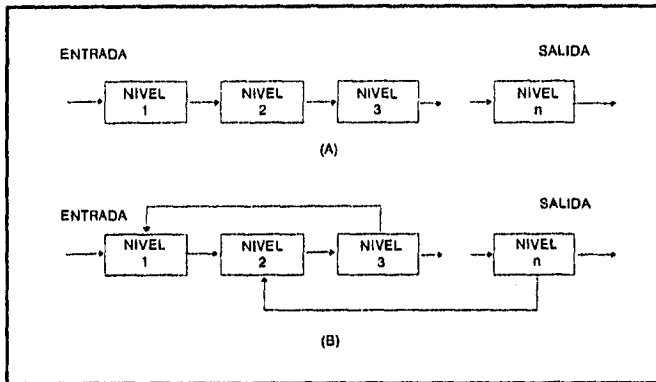 ENTRADA SALIDA
NIVEL 1 NIVEL 2 NIVEL 3 NIVEL n
(A)
ENTRADA SALIDA
NIVEL 1 NIVEL 2 NIVEL 3 NIVEL n
(B)